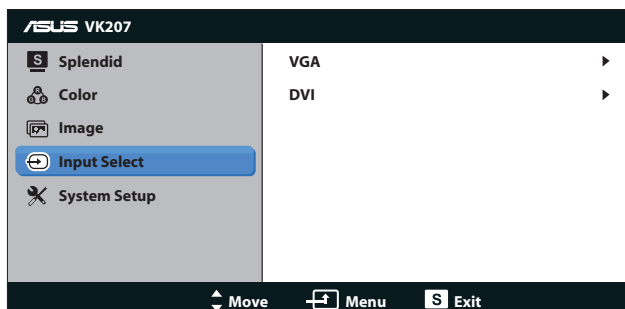 ASUS VK207
S Splendid
R G B Color
Image
Input Select
System Setup
VGA
DVI
Move Menu S Exit